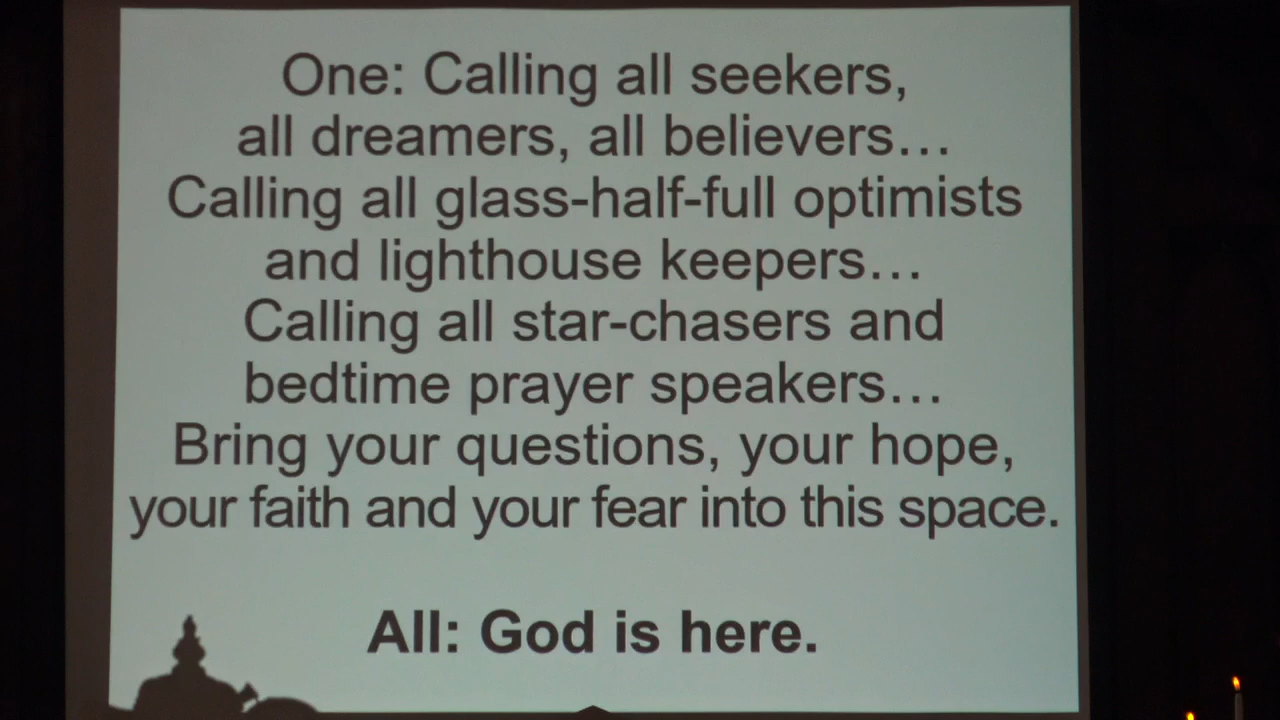 One: Calling all seekers,
all dreamers, all believers…
Calling all glass-half-full optimists
and lighthouse keepers…
Calling all star-chasers and
bedtime prayer speakers…
Bring your questions, your hope,
your faith and your fear into this space.
All: God is here.